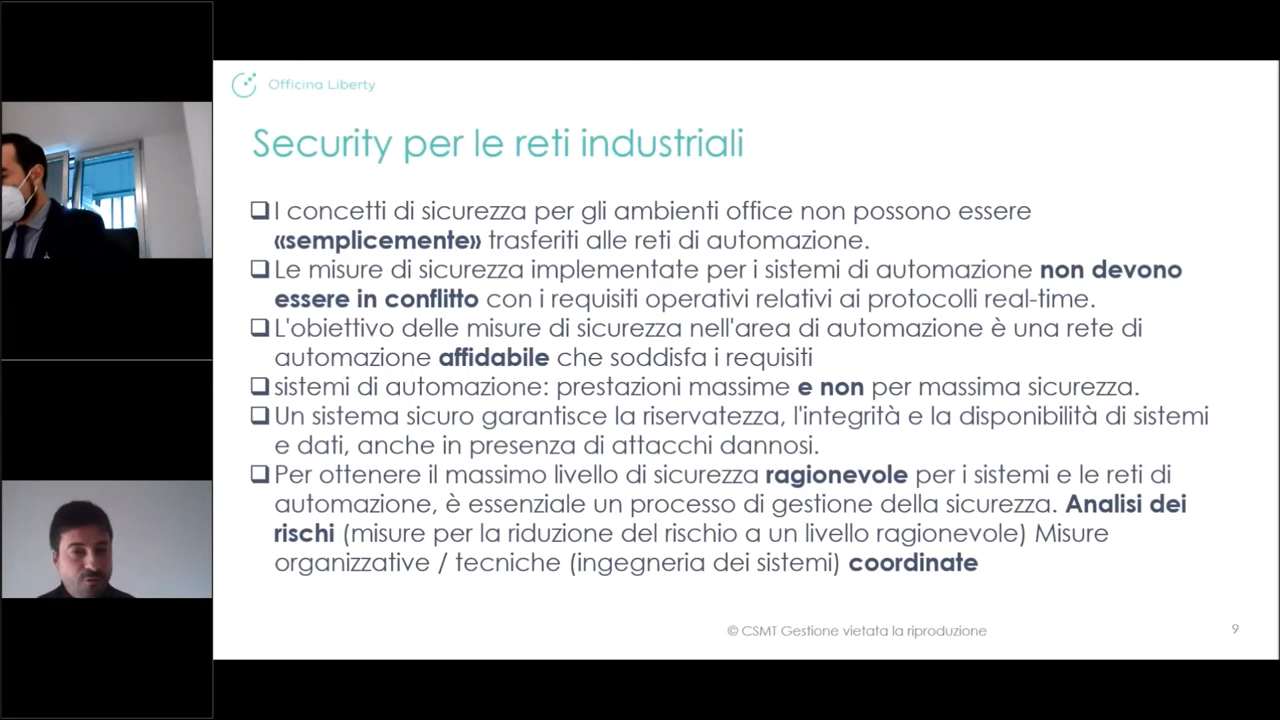 Officina Liberty
Security per le reti industriali
❑I concetti di sicurezza per gli ambienti office non possono essere
«semplicemente» trasferiti alle reti di automazione.
❑Le misure di sicurezza implementate per i sistemi di automazione non devono
essere in conflitto con i requisiti operativi relativi ai protocolli real-time.
❑L'obiettivo delle misure di sicurezza nell'area di automazione è una rete di
automazione affidabile che soddisfa i requisiti
❑sistemi di automazione: prestazioni massime e non per massima sicurezza.
❑Un sistema sicuro garantisce la riservatezza, l'integrità e la disponibilità di sistemi
e dati, anche in presenza di attacchi dannosi.
❑Per ottenere il massimo livello di sicurezza ragionevole per i sistemi e le reti di
automazione, è essenziale un processo di gestione della sicurezza. Analisi dei
rischi (misure per la riduzione del rischio a un livello ragionevole) Misure
organizzative / tecniche (ingegneria dei sistemi) coordinate
© CSMT Gestione vietata la riproduzione
9